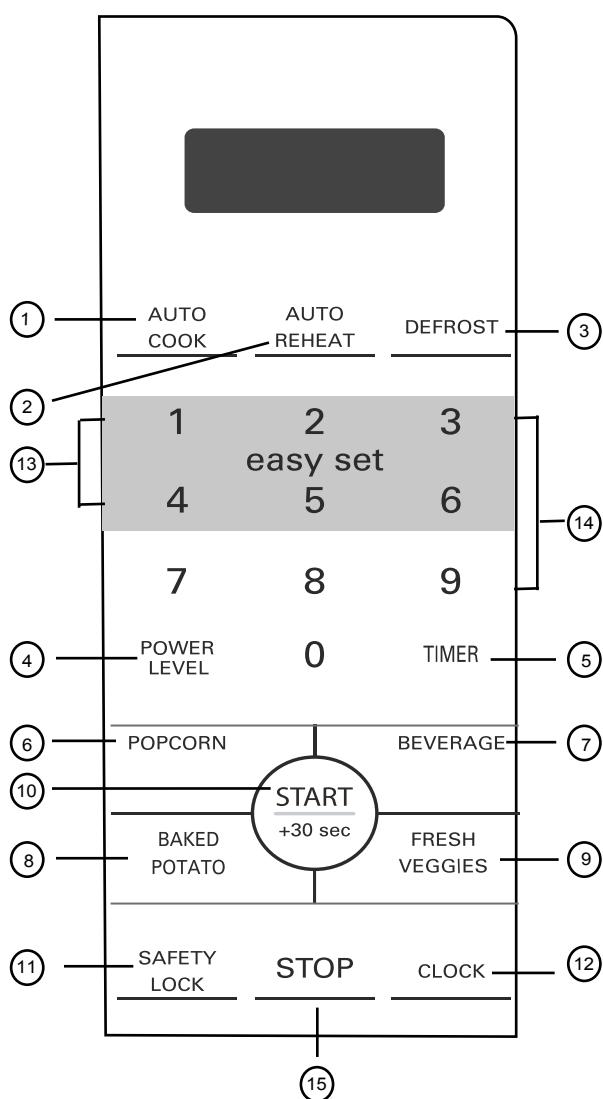 1
AUTO
COOK
AUTO
REHEAT
DEFROST
3
2
1 2 3
13
easy set
4 5 6
14
7 8 9
4
POWER
LEVEL
0
TIMER
5
6
POPCORN
BEVERAGE
7
10
START
+30 sec
8
BAKED
POTATO
FRESH
VEGGIES
9
11
SAFETY
LOCK
STOP
CLOCK
12
15